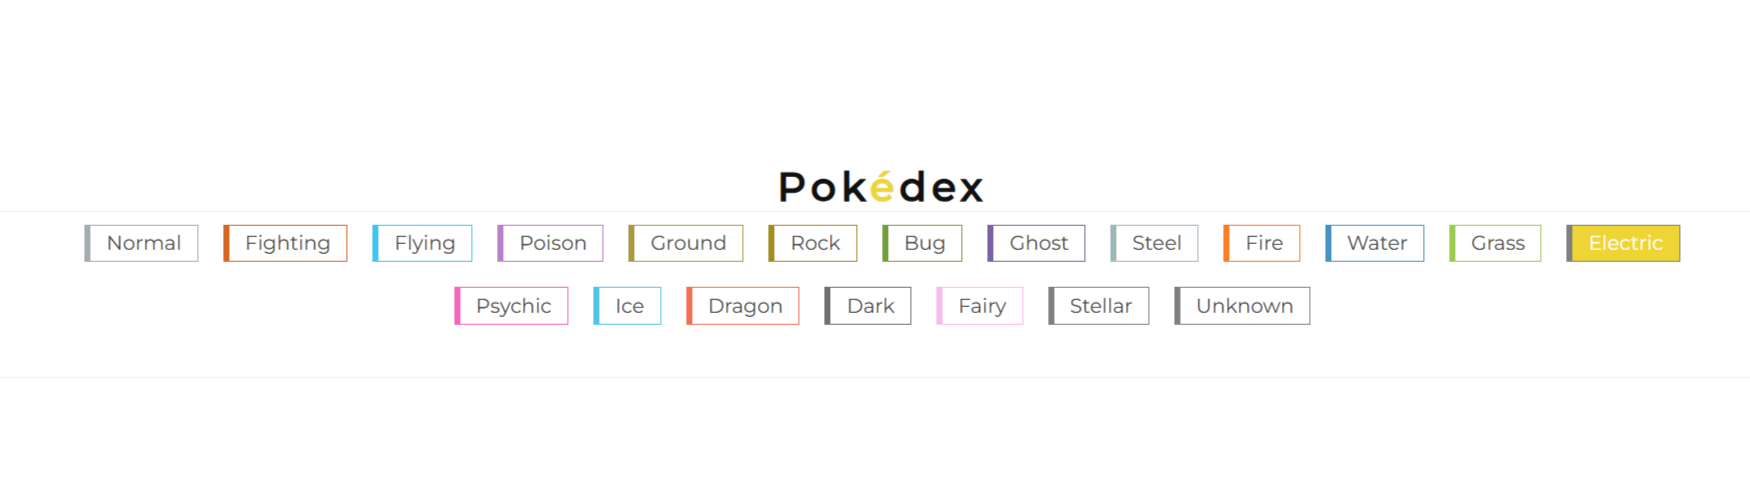 Pokédex
Normal Fighting Flying Poison Ground Rock Bug Ghost Steel Fire Water Grass Electric
Psychic Ice Dragon Dark Fairy Stellar Unknown